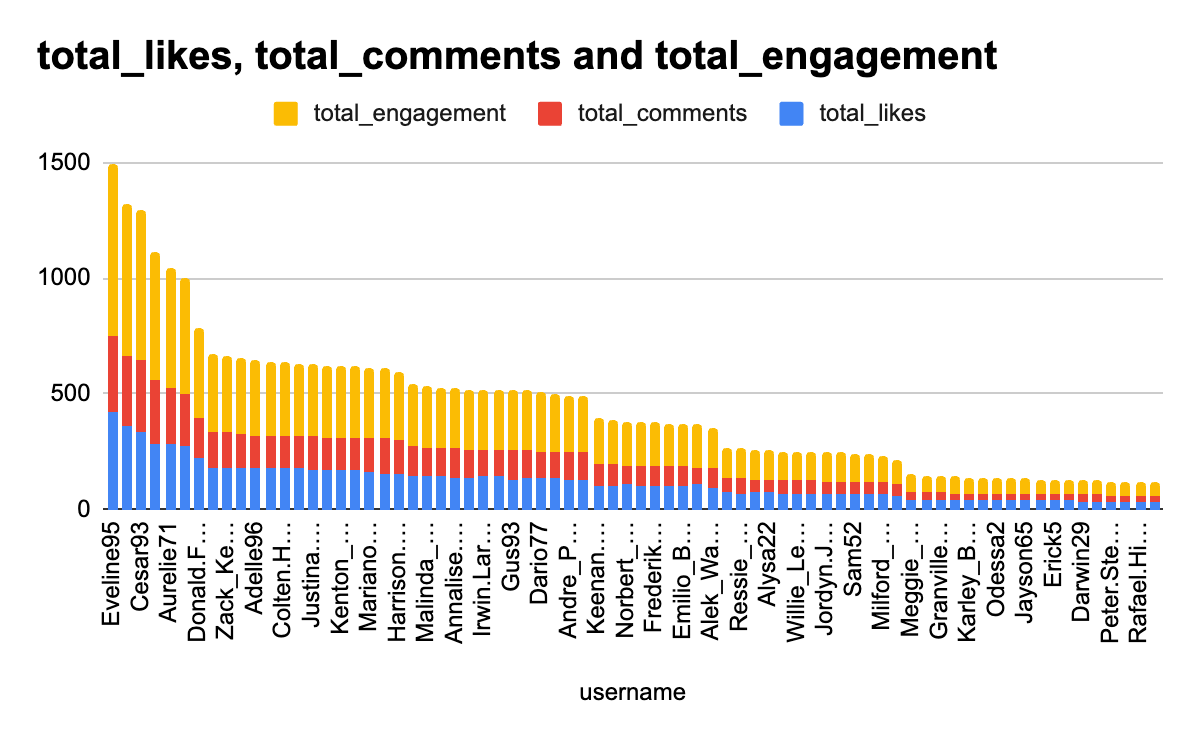 total_likes, total_comments and total_engagement
total_engagement
total_comments
total_likes
1500
1000
500
0
Eveline95
Cesar93
Aurelie71
Donald.F…
Zack_Ke…
Adelle96
Colten.H…
Justina.…
Kenton_…
Mariano…
Harrison.…
Malinda_…
Annalise…
Irwin.Lar…
Gus93
Dario77
Andre_P…
Keenan.…
Norbert_…
Frederik…
Emilio_B…
Alek_Wa…
Ressie_…
Alysa22
Willie_Le…
Jordyn.J…
Sam52
Milford_…
Meggie_…
Granville…
Karley_B…
Odessa2
Jayson65
Erick5
Darwin29
Peter.Ste…
Rafael.Hi…
username